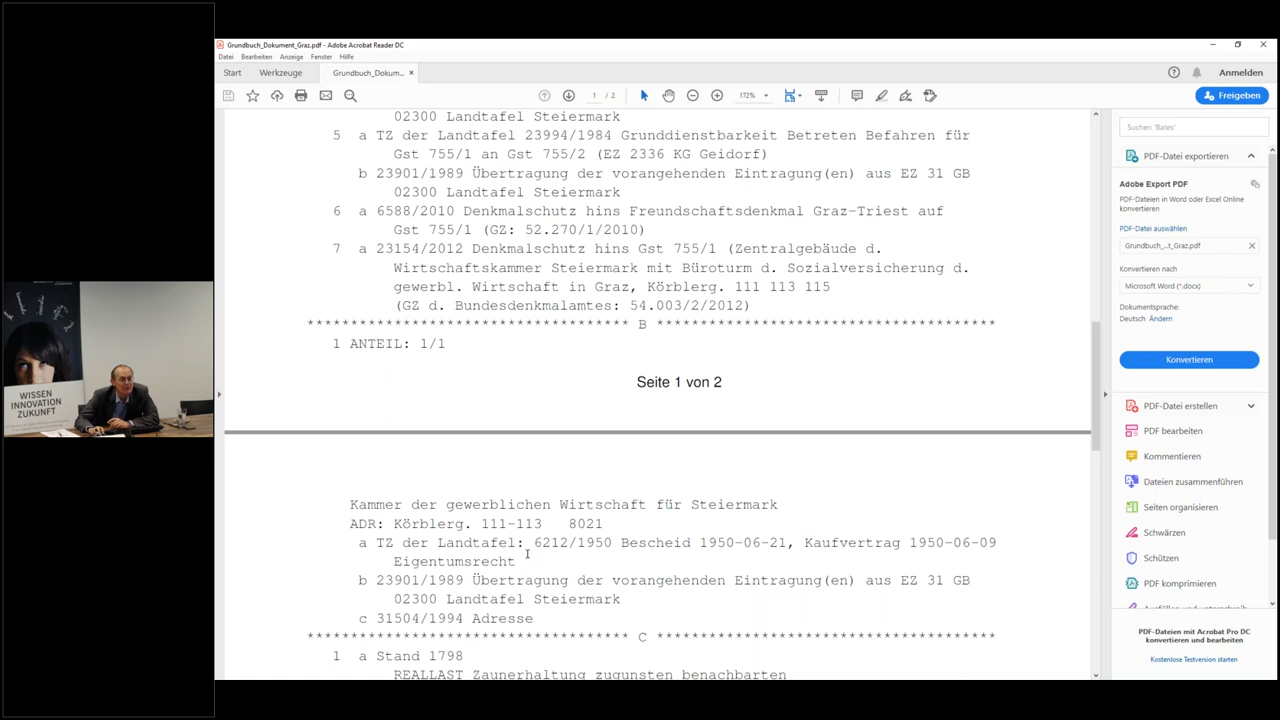 Grundbuch_Dokument_Graz.pdf - Adobe Acrobat Reader DC
Datei Bearbeiten Anzeige Fenster Hilfe
Start Werkzeuge Grundbuch_Dokum... × Anmelden
1 / 2 172% Freigeben
02300 Landtafel Steiermark
5 a TZ der Landtafel 23994/1984 Grunddienstbarkeit Betreten Befahren für
Gst 755/1 an Gst 755/2 (EZ 2336 KG Geidorf)
b 23901/1989 Übertragung der vorangehenden Eintragung(en) aus EZ 31 GB
02300 Landtafel Steiermark
6 a 6588/2010 Denkmalschutz hins Freundschaftsdenkmal Graz-Triest auf
Gst 755/1 (GZ: 52.270/1/2010)
7 a 23154/2012 Denkmalschutz hins Gst 755/1 (Zentralgebäude d.
Wirtschaftskammer Steiermark mit Büroturm d. Sozialversicherung d.
gewerbl. Wirtschaft in Graz, Körblerg. 111 113 115
(GZ d. Bundesdenkmalamtes: 54.003/2/2012)
************************************* B ***************************************
1 ANTEIL: 1/1
Seite 1 von 2
Kammer der gewerblichen Wirtschaft für Steiermark
ADR: Körblerg. 111-113 8021
a TZ der Landtafel: 6212/1950 Bescheid 1950-06-21, Kaufvertrag 1950-06-09
Eigentumsrecht
b 23901/1989 Übertragung der vorangehenden Eintragung(en) aus EZ 31 GB
02300 Landtafel Steiermark
c 31504/1994 Adresse
************************************* C ***************************************
1 a Stand 1798
REALLAST Zaunerhaltung zugunsten benachbarten
Suchen 'Bates'
PDF-Datei exportieren
Adobe Export PDF
PDF-Dateien in Word oder Excel Online
konvertieren
PDF-Datei auswählen
Grundbuch_...t_Graz.pdf ×
Konvertieren nach
Microsoft Word (*.docx)
Dokumentsprache:
Deutsch Ändern
Konvertieren
PDF-Datei erstellen
PDF bearbeiten
Kommentieren
Dateien zusammenführen
Seiten organisieren
Schwärzen
Schützen
PDF komprimieren
PDF-Dateien mit Acrobat Pro DC
konvertieren und bearbeiten
Kostenlose Testversion starten
WISSEN
INNOVATION
ZUKUNFT